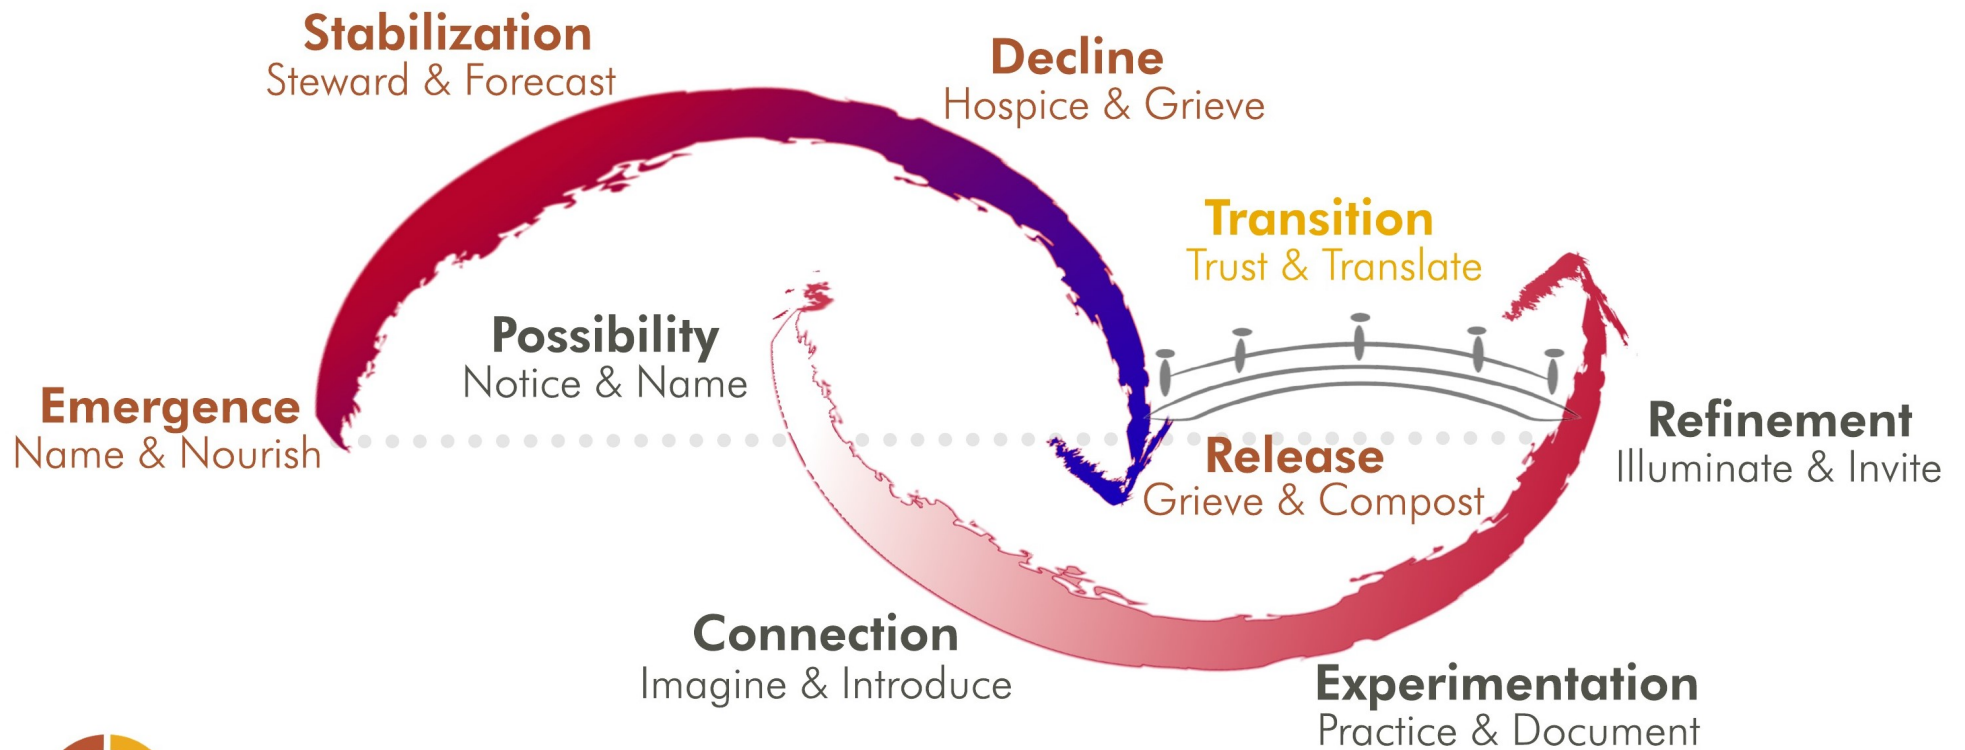 Stabilization
Steward & Forecast
Decline
Hospice & Grieve
Transition
Trust & Translate
Possibility
Notice & Name
Emergence
Name & Nourish
Refinement
Illuminate & Invite
Release
Grieve & Compost
Connection
Imagine & Introduce
Experimentation
Practice & Document